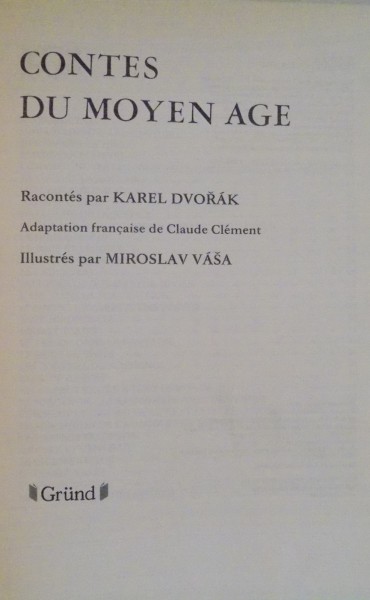 CONTES
DU MOYEN AGE
Racontés par KAREL DVOŘÁK
Adaptation française de Claude Clément
Illustrés par MIROSLAV VÁŠA
Gründ